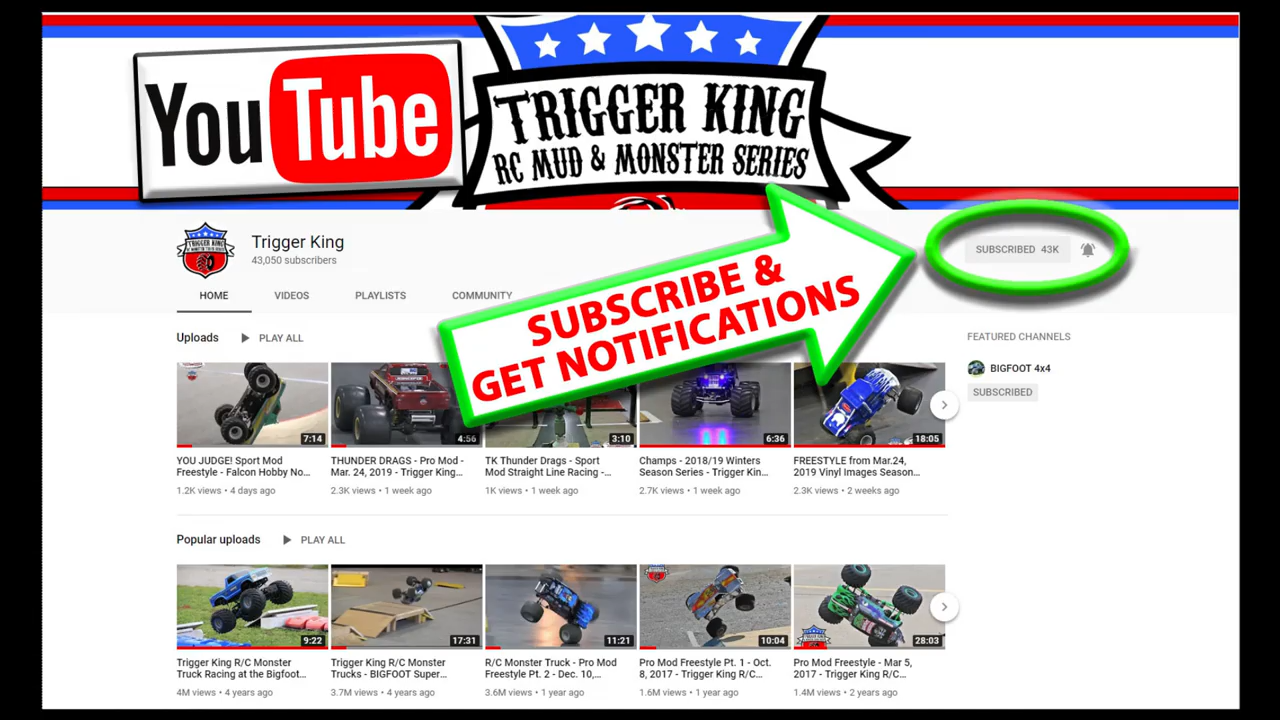 YouTube
TRIGGER KING
RC MUD & MONSTER SERIES
Trigger King
43,050 subscribers
SUBSCRIBED 43K
HOME
VIDEOS
PLAYLISTS
COMMUNITY
SUBSCRIBE &
GET NOTIFICATIONS
Uploads
PLAY ALL
FEATURED CHANNELS
BIGFOOT 4x4
SUBSCRIBED
7:14
4:56
3:10
6:36
18:05
YOU JUDGE! Sport Mod
Freestyle - Falcon Hobby No...
1.2K views • 4 days ago
THUNDER DRAGS - Pro Mod -
Mar. 24, 2019 - Trigger King...
2.3K views • 1 week ago
TK Thunder Drags - Sport
Mod Straight Line Racing -...
1K views • 1 week ago
Champs - 2018/19 Winters
Season Series - Trigger Kin...
2.7K views • 1 week ago
FREESTYLE from Mar.24,
2019 Vinyl Images Season...
2.3K views • 2 weeks ago
Popular uploads
PLAY ALL
9:22
17:31
11:21
10:04
28:03
Trigger King R/C Monster
Truck Racing at the Bigfoot...
4M views • 4 years ago
Trigger King R/C Monster
Trucks - BIGFOOT Super...
3.7M views • 4 years ago
R/C Monster Truck - Pro Mod
Freestyle Pt. 2 - Dec. 10,...
3.6M views • 1 year ago
Pro Mod Freestyle Pt. 1 - Oct.
8, 2017 - Trigger King R/C...
1.6M views • 1 year ago
Pro Mod Freestyle - Mar 5,
2017 - Trigger King R/C...
1.4M views • 2 years ago